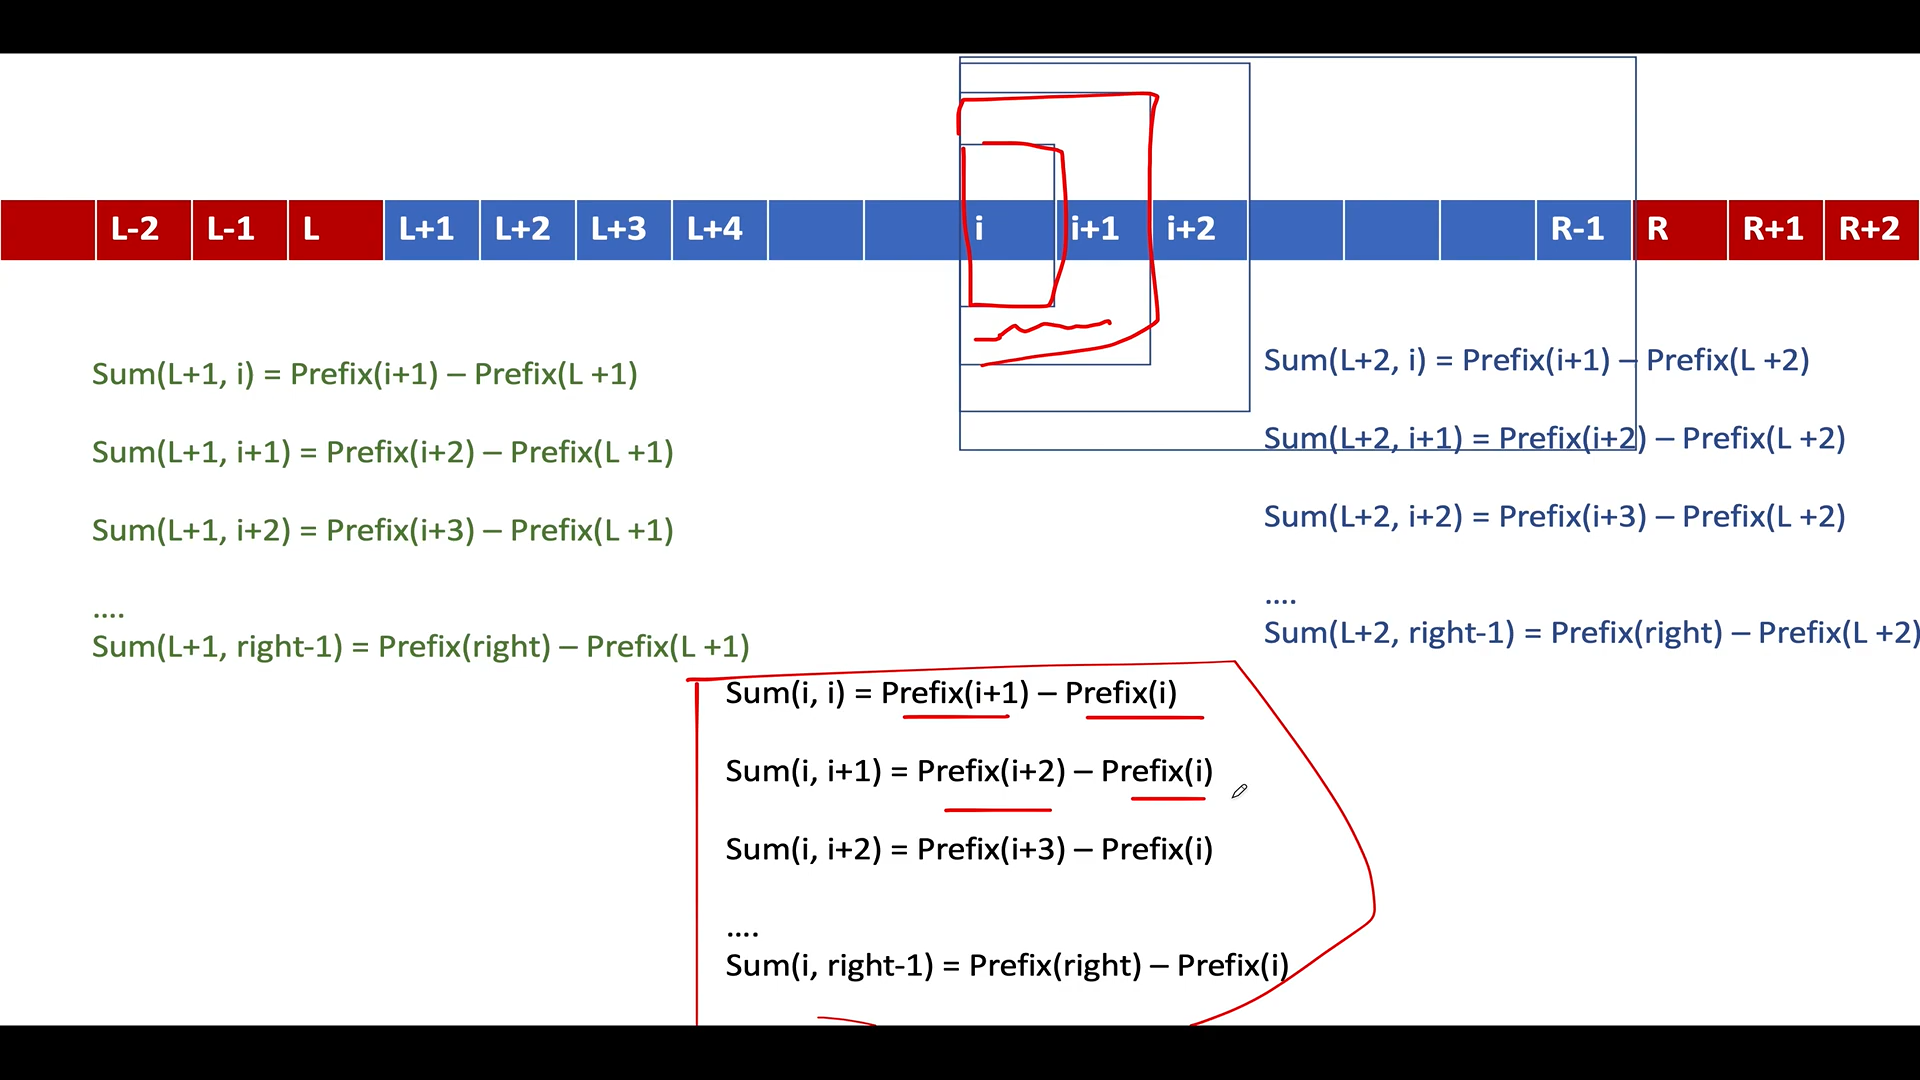 L-2 L-1 L L+1 L+2 L+3 L+4 i i+1 i+2 R-1 R R+1 R+2
Sum(L+1, i) = Prefix(i+1) – Prefix(L +1)
Sum(L+1, i+1) = Prefix(i+2) – Prefix(L +1)
Sum(L+1, i+2) = Prefix(i+3) – Prefix(L +1)
....
Sum(L+1, right-1) = Prefix(right) – Prefix(L +1)
Sum(L+2, i) = Prefix(i+1) – Prefix(L +2)
Sum(L+2, i+1) = Prefix(i+2) – Prefix(L +2)
Sum(L+2, i+2) = Prefix(i+3) – Prefix(L +2)
....
Sum(L+2, right-1) = Prefix(right) – Prefix(L +2)
Sum(i, i) = Prefix(i+1) – Prefix(i)
Sum(i, i+1) = Prefix(i+2) – Prefix(i)
Sum(i, i+2) = Prefix(i+3) – Prefix(i)
....
Sum(i, right-1) = Prefix(right) – Prefix(i)